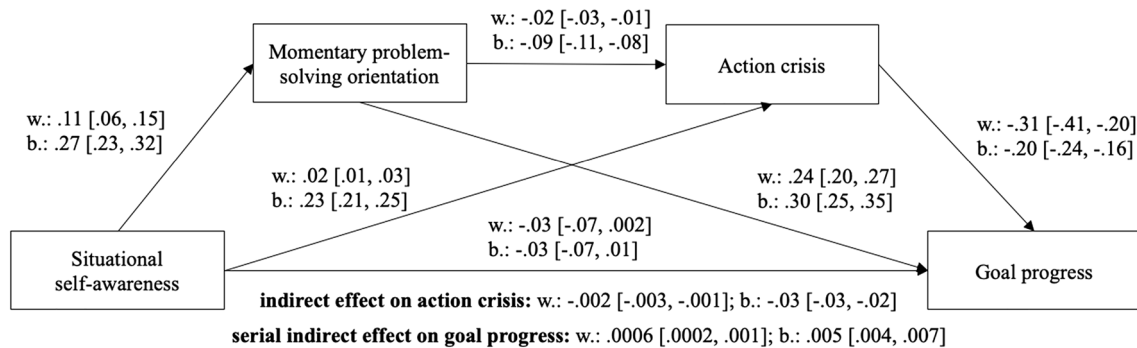 w.: -.02 [-.03, -.01]
b.: -.09 [-.11, -.08]
Momentary problem-
solving orientation
Action crisis
w.: .11 [.06, .15]
b.: .27 [.23, .32]
w.: -.31 [-.41, -.20]
b.: -.20 [-.24, -.16]
w.: .02 [.01, .03]
b.: .23 [.21, .25]
w.: .24 [.20, .27]
b.: .30 [.25, .35]
w.: -.03 [-.07, .002]
b.: -.03 [-.07, .01]
Situational
self-awareness
Goal progress
indirect effect on action crisis: w.: -.002 [-.003, -.001]; b.: -.03 [-.03, -.02]
serial indirect effect on goal progress: w.: .0006 [.0002, .001]; b.: .005 [.004, .007]